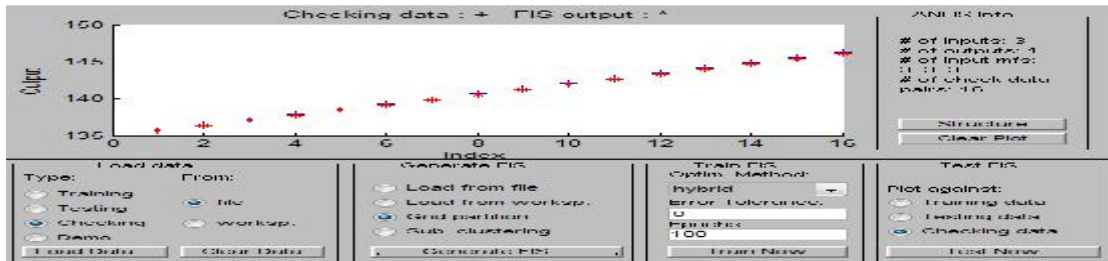 Checking data : +   FIS output : *
150
145
140
135
Output
0 2 4 6 8 10 12 14 16
Index
ANFIS Info
# of inputs: 3
# of outputs: 1
# of input mfs:
3 3 3
# of check data
pairs: 16
Structure
Clear Plot
Load data
Type:
From:
Training
Testing
Checking
Demo
file
worksp.
Load Data
Clear Data
Generate FIS
Load from file
Load from worksp.
Grid partition
Sub. clustering
Generate FIS
Train FIS
Optim. Method:
hybrid
Error Tolerance:
0
Epochs:
100
Train Now
Test FIS
Plot against:
Training data
Testing data
Checking data
Test Now